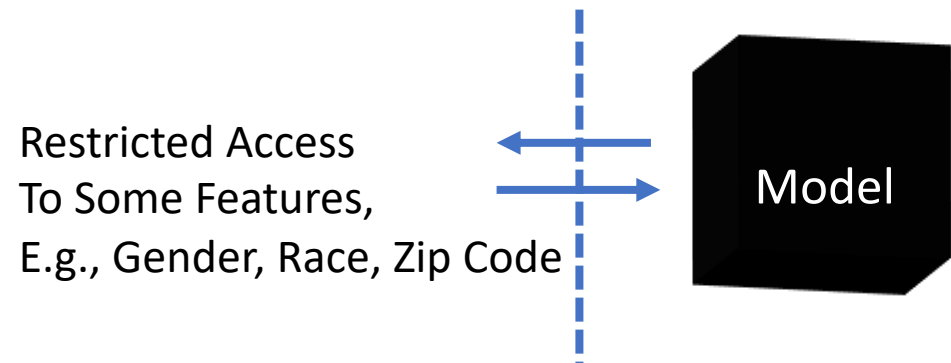 Restricted Access
To Some Features,
E.g., Gender, Race, Zip Code
Model